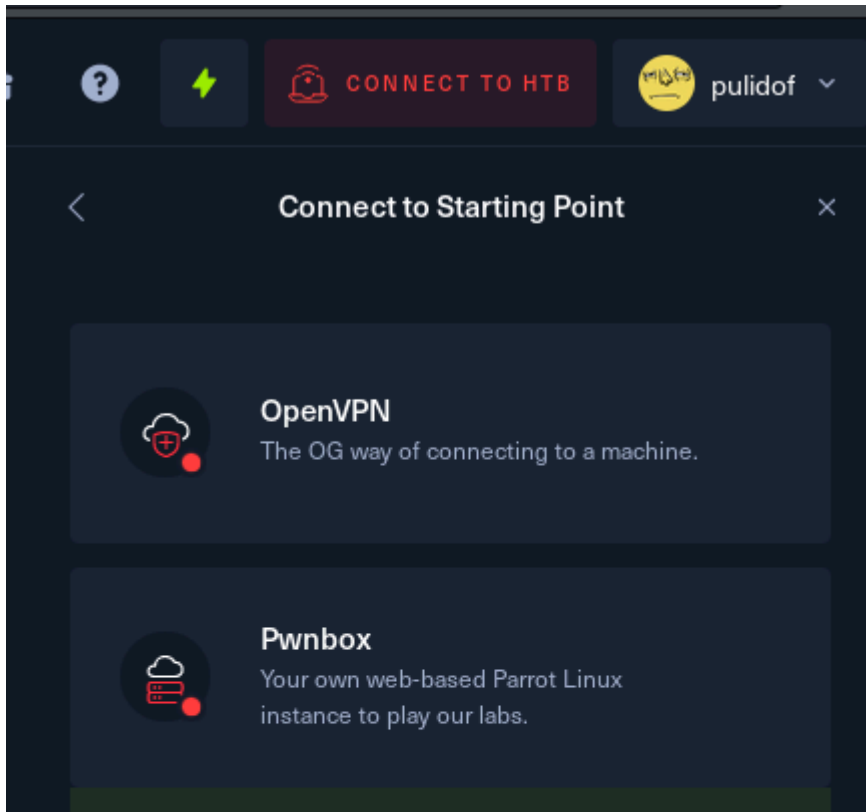 CONNECT TO HTB
pulidof
Connect to Starting Point
OpenVPN
The OG way of connecting to a machine.
Pwnbox
Your own web-based Parrot Linux
instance to play our labs.